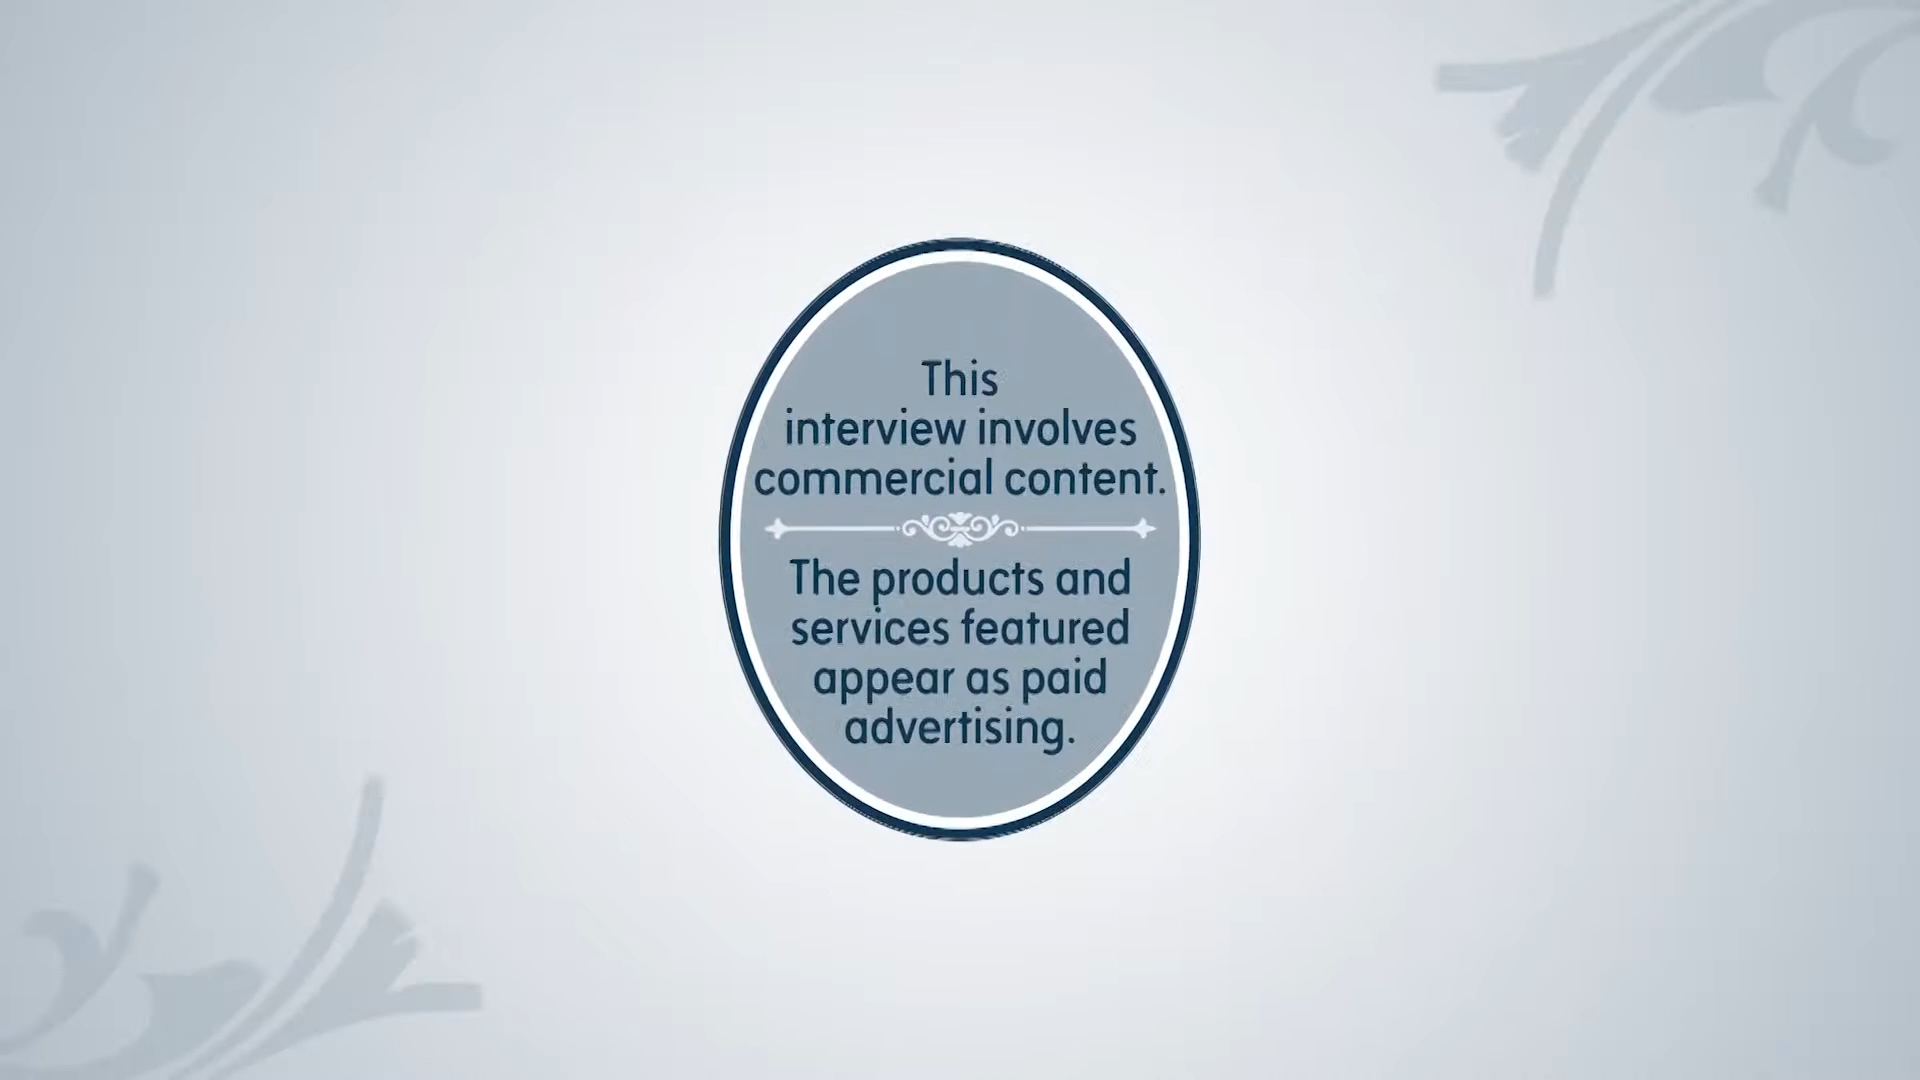 This
interview involves
commercial content.
The products and
services featured
appear as paid
advertising.